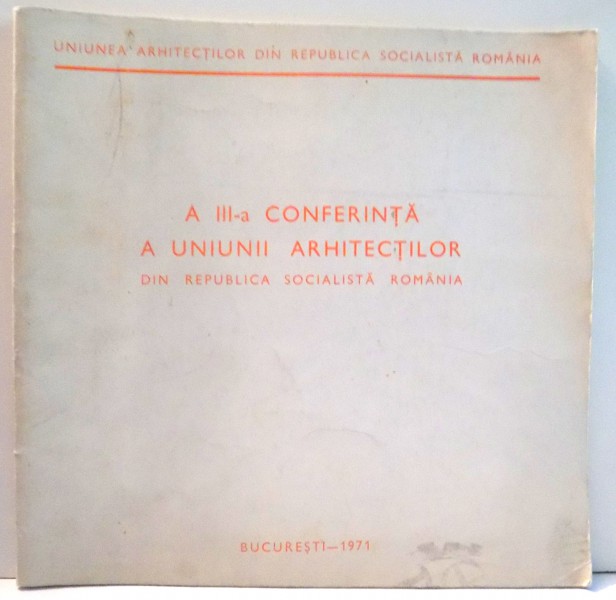 UNIUNEA ARHITECȚILOR DIN REPUBLICA SOCIALISTĂ ROMÂNIA
A III-a CONFERINȚĂ
A UNIUNII ARHITECȚILOR
DIN REPUBLICA SOCIALISTĂ ROMÂNIA
BUCUREȘTI—1971